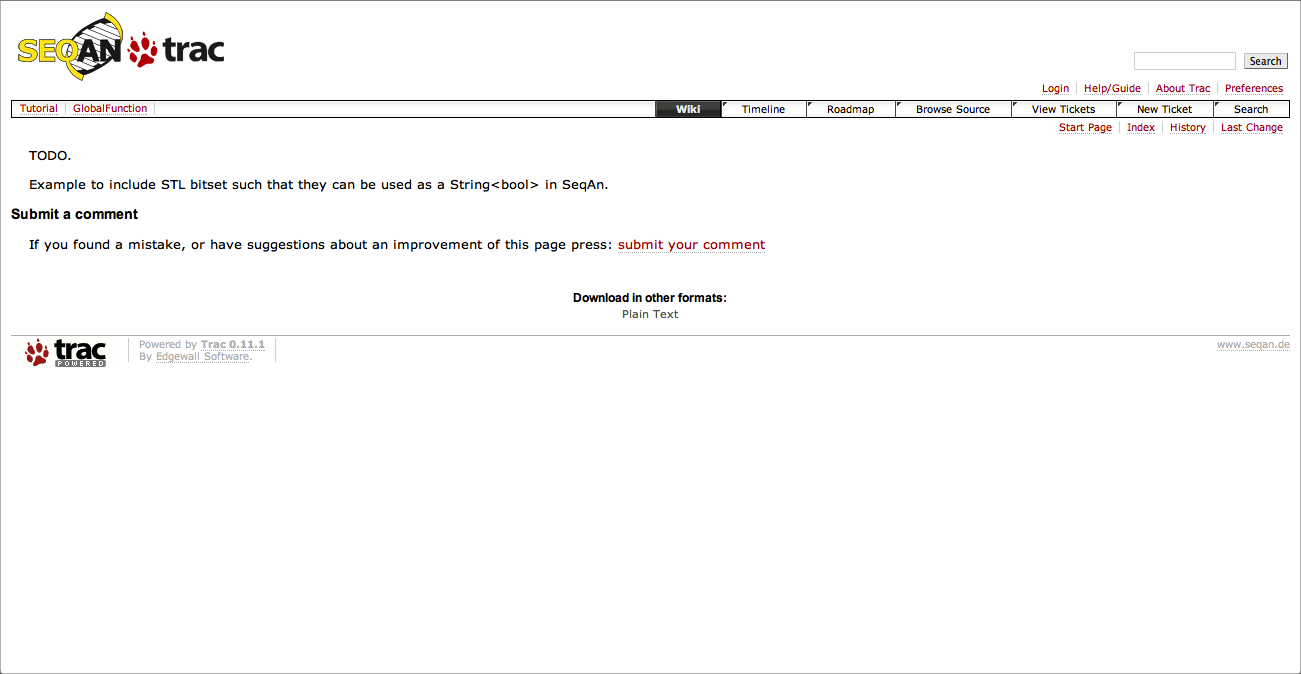 SEQAN trac
Search
Login Help/Guide About Trac Preferences
Tutorial GlobalFunction Wiki Timeline Roadmap Browse Source View Tickets New Ticket Search
Start Page Index History Last Change
TODO.
Example to include STL bitset such that they can be used as a String<bool> in SeqAn.
Submit a comment
If you found a mistake, or have suggestions about an improvement of this page press: submit your comment
Download in other formats:
Plain Text
trac POWERED
Powered by Trac 0.11.1
By Edgewall Software.
www.seqan.de